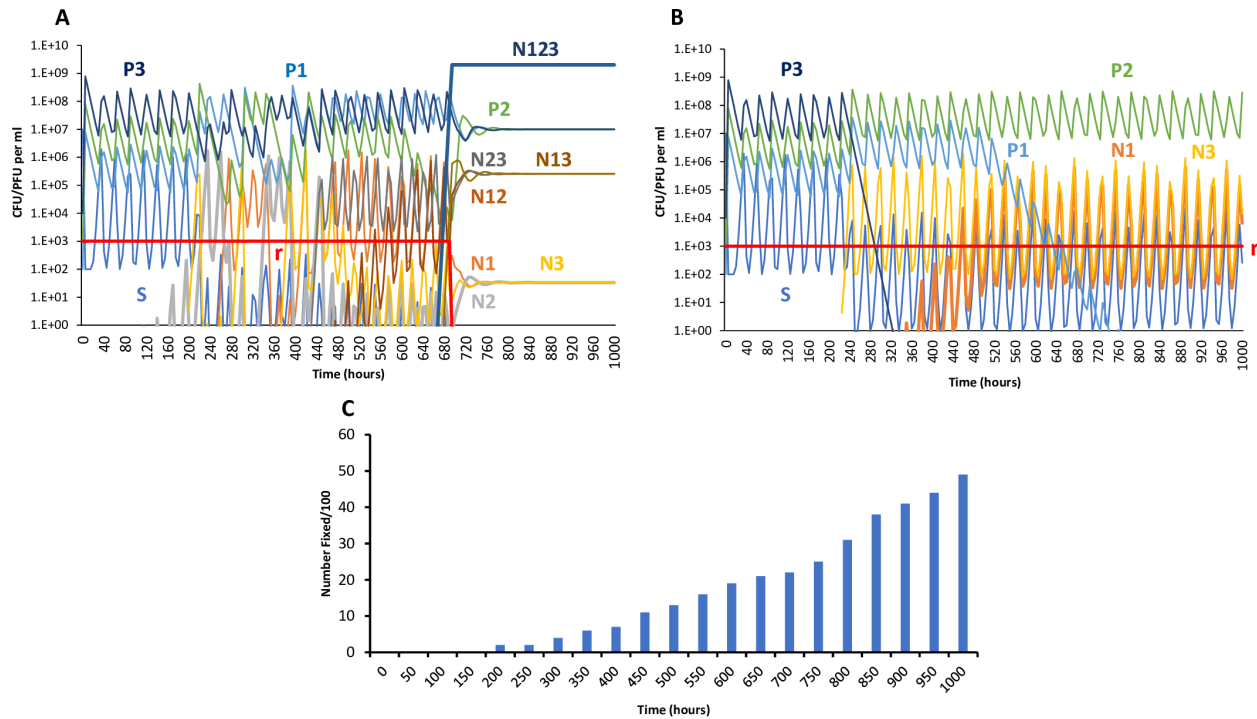 A
1.E+10
1.E+09
1.E+08
1.E+07
1.E+06
1.E+05
1.E+04
1.E+03
1.E+02
1.E+01
1.E+00
CFU/PFU per ml
P3
P1
N123
P2
N23
N13
N12
r
N1
N3
S
N2
0 40 80 120 160 200 240 280 320 360 400 440 480 520 560 600 640 680 720 760 800 840 880 920 960 1000
Time (hours)
B
1.E+10
1.E+09
1.E+08
1.E+07
1.E+06
1.E+05
1.E+04
1.E+03
1.E+02
1.E+01
1.E+00
CFU/PFU per ml
P3
P2
P1
N1
N3
r
S
0 40 80 120 160 200 240 280 320 360 400 440 480 520 560 600 640 680 720 760 800 840 880 920 960 1000
Time (hours)
C
60
50
40
30
20
10
0
Number Fixed/100
0 50 100 150 200 250 300 350 400 450 500 550 600 650 700 750 800 850 900 950 1000
Time (hours)